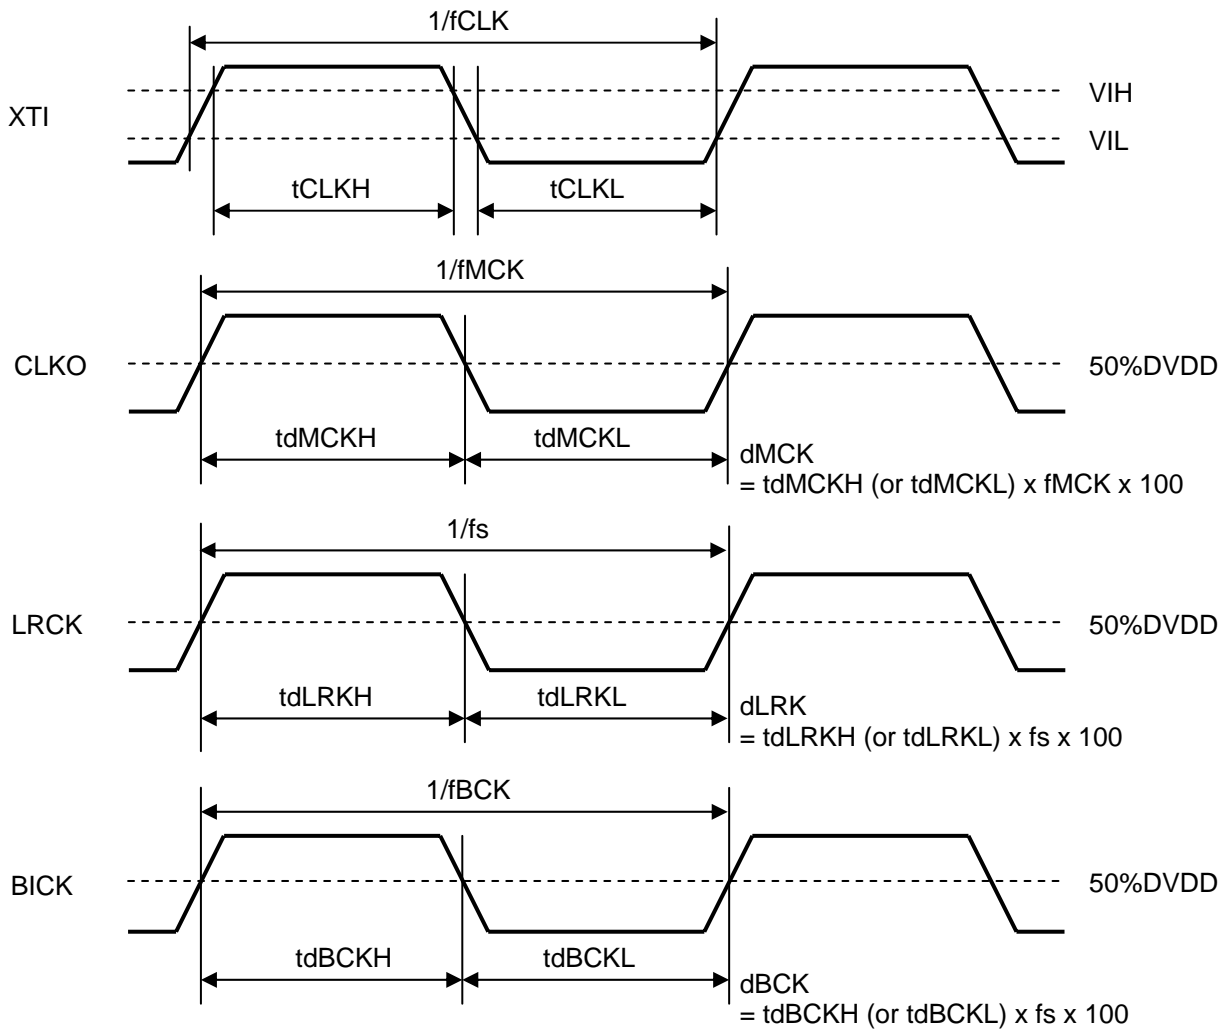 1/fCLK
XTI
VIH
VIL
tCLKH
tCLKL
1/fMCK
CLKO
50%DVDD
tdMCKH
tdMCKL
dMCK
= tdMCKH (or tdMCKL) x fMCK x 100
1/fs
LRCK
50%DVDD
tdLRKH
tdLRKL
dLRK
= tdLRKH (or tdLRKL) x fs x 100
1/fBCK
BICK
50%DVDD
tdBCKH
tdBCKL
dBCK
= tdBCKH (or tdBCKL) x fs x 100